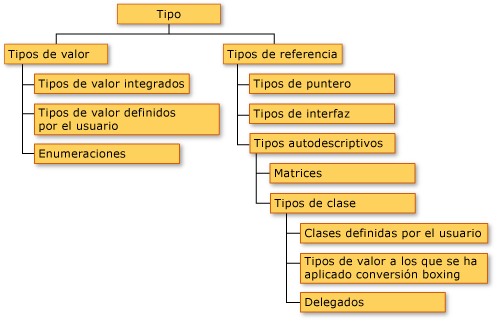 Tipo
Tipos de valor
Tipos de valor integrados
Tipos de valor definidos
por el usuario
Enumeraciones
Tipos de referencia
Tipos de puntero
Tipos de interfaz
Tipos autodescriptivos
Matrices
Tipos de clase
Clases definidas por el usuario
Tipos de valor a los que se ha
aplicado conversión boxing
Delegados